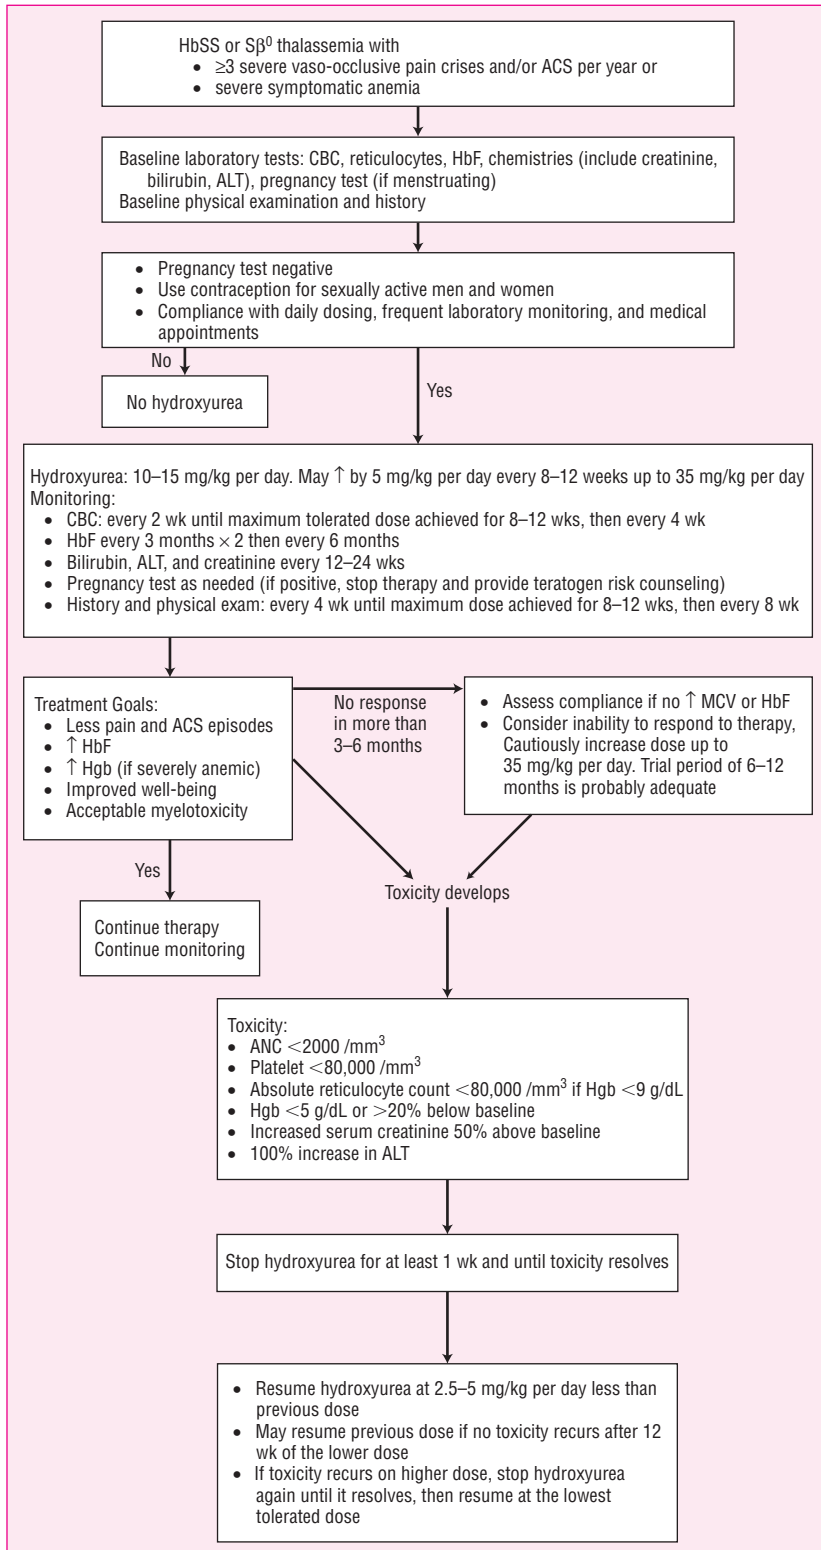 HbSS or Sβ⁰ thalassemia with
• ≥3 severe vaso-occlusive pain crises and/or ACS per year or
• severe symptomatic anemia
Baseline laboratory tests: CBC, reticulocytes, HbF, chemistries (include creatinine,
bilirubin, ALT), pregnancy test (if menstruating)
Baseline physical examination and history
• Pregnancy test negative
• Use contraception for sexually active men and women
• Compliance with daily dosing, frequent laboratory monitoring, and medical
appointments
No
Yes
No hydroxyurea
Hydroxyurea: 10–15 mg/kg per day. May ↑ by 5 mg/kg per day every 8–12 weeks up to 35 mg/kg per day
Monitoring:
• CBC: every 2 wk until maximum tolerated dose achieved for 8–12 wks, then every 4 wk
• HbF every 3 months × 2 then every 6 months
• Bilirubin, ALT, and creatinine every 12–24 wks
• Pregnancy test as needed (if positive, stop therapy and provide teratogen risk counseling)
• History and physical exam: every 4 wk until maximum dose achieved for 8–12 wks, then every 8 wk
Treatment Goals:
• Less pain and ACS episodes
• ↑ HbF
• ↑ Hgb (if severely anemic)
• Improved well-being
• Acceptable myelotoxicity
No response
in more than
3–6 months
• Assess compliance if no ↑ MCV or HbF
• Consider inability to respond to therapy,
Cautiously increase dose up to
35 mg/kg per day. Trial period of 6–12
months is probably adequate
Yes
Toxicity develops
Continue therapy
Continue monitoring
Toxicity:
• ANC <2000 /mm³
• Platelet <80,000 /mm³
• Absolute reticulocyte count <80,000 /mm³ if Hgb <9 g/dL
• Hgb <5 g/dL or >20% below baseline
• Increased serum creatinine 50% above baseline
• 100% increase in ALT
Stop hydroxyurea for at least 1 wk and until toxicity resolves
• Resume hydroxyurea at 2.5–5 mg/kg per day less than
previous dose
• May resume previous dose if no toxicity recurs after 12
wk of the lower dose
• If toxicity recurs on higher dose, stop hydroxyurea
again until it resolves, then resume at the lowest
tolerated dose